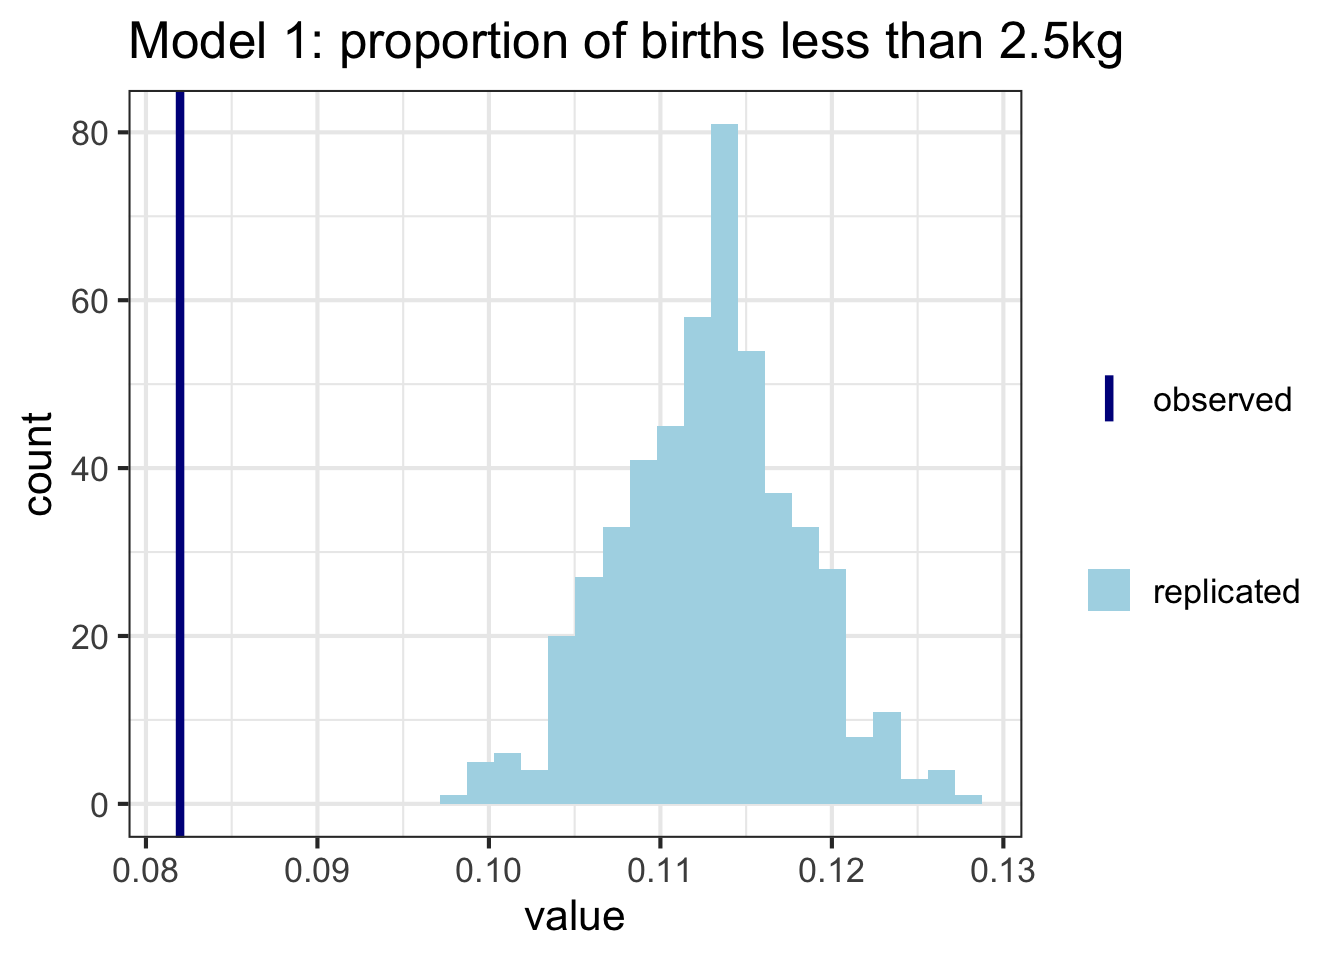 Model 1: proportion of births less than 2.5kg
80
60
40
20
0
count
0.08 0.09 0.10 0.11 0.12 0.13
value
observed
replicated